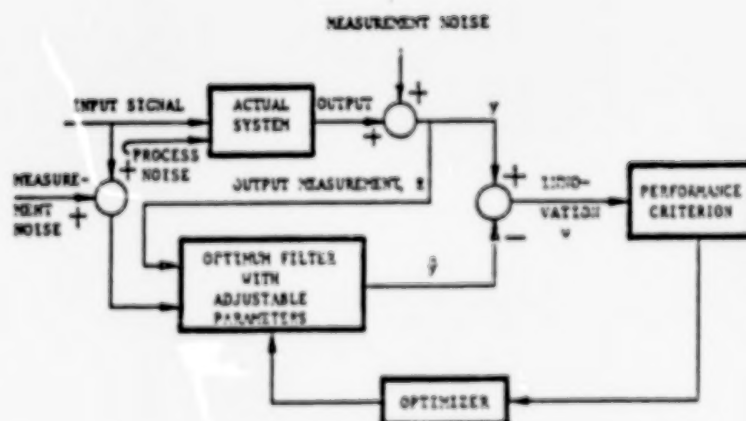 MEASUREMENT NOISE
INPUT SIGNAL
ACTUAL
SYSTEM
OUTPUT
+
+
y
+
PROCESS
NOISE
MEASURE-
MENT
NOISE
+
OUTPUT MEASUREMENT,
+
INNO-
VATION
−
PERFORMANCE
CRITERION
OPTIMUM FILTER
WITH
ADJUSTABLE
PARAMETERS
ŷ
OPTIMIZER